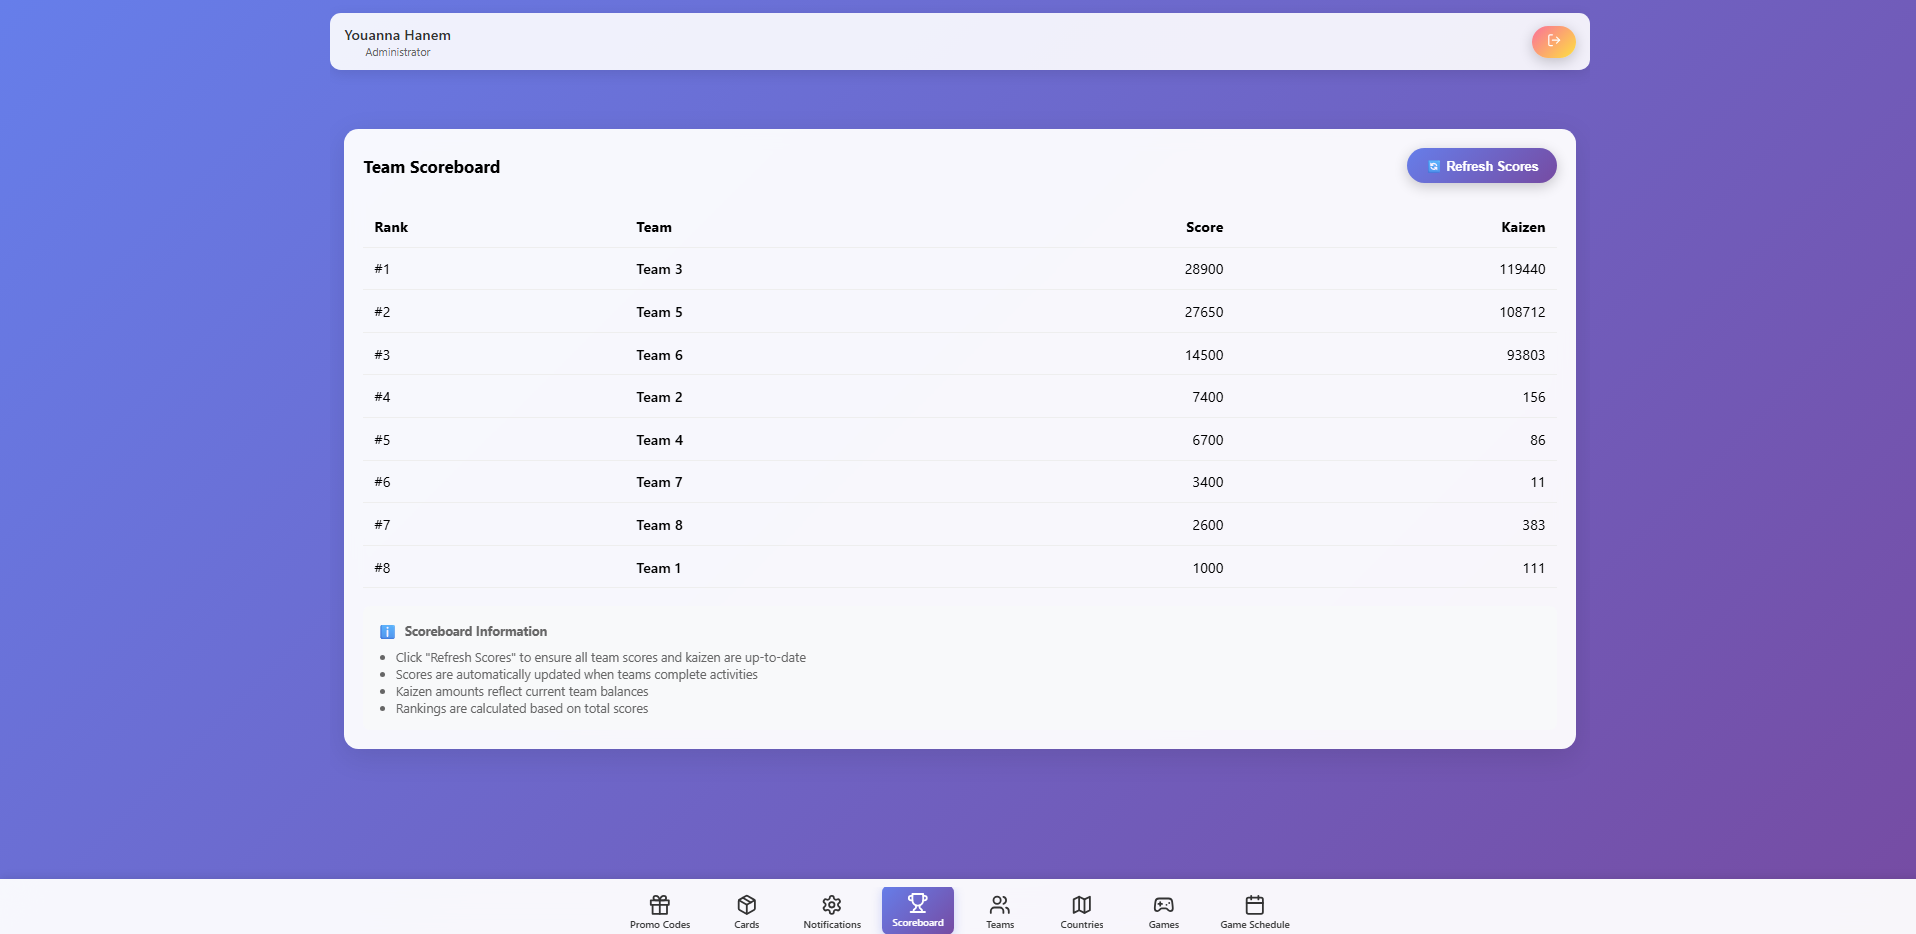 Youanna Hanem
Administrator
Team Scoreboard
Refresh Scores
Rank Team Score Kaizen
#1 Team 3 28900 119440
#2 Team 5 27650 108712
#3 Team 6 14500 93803
#4 Team 2 7400 156
#5 Team 4 6700 86
#6 Team 7 3400 11
#7 Team 8 2600 383
#8 Team 1 1000 111
Scoreboard Information
Click "Refresh Scores" to ensure all team scores and kaizen are up-to-date
Scores are automatically updated when teams complete activities
Kaizen amounts reflect current team balances
Rankings are calculated based on total scores
Promo Codes Cards Notifications Scoreboard Teams Countries Games Game Schedule